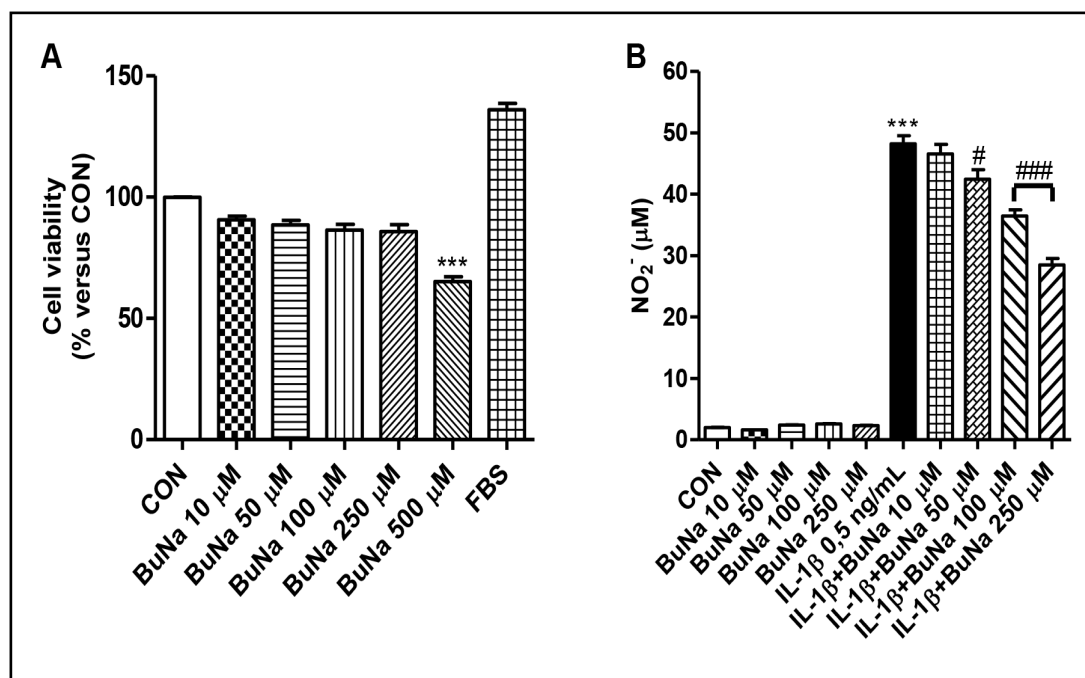 A
Cell viability
(% versus CON)
150
100
50
0
***
CON
BuNa 10 µM
BuNa 50 µM
BuNa 100 µM
BuNa 250 µM
BuNa 500 µM
FBS
B
NO₂⁻ (µM)
60
50
40
30
20
10
0
***
#
###
CON
BuNa 10 µM
BuNa 50 µM
BuNa 100 µM
BuNa 250 µM
IL-1β 0,5 ng/mL
IL-1β+BuNa 10 µM
IL-1β+BuNa 50 µM
IL-1β+BuNa 100 µM
IL-1β+BuNa 250 µM